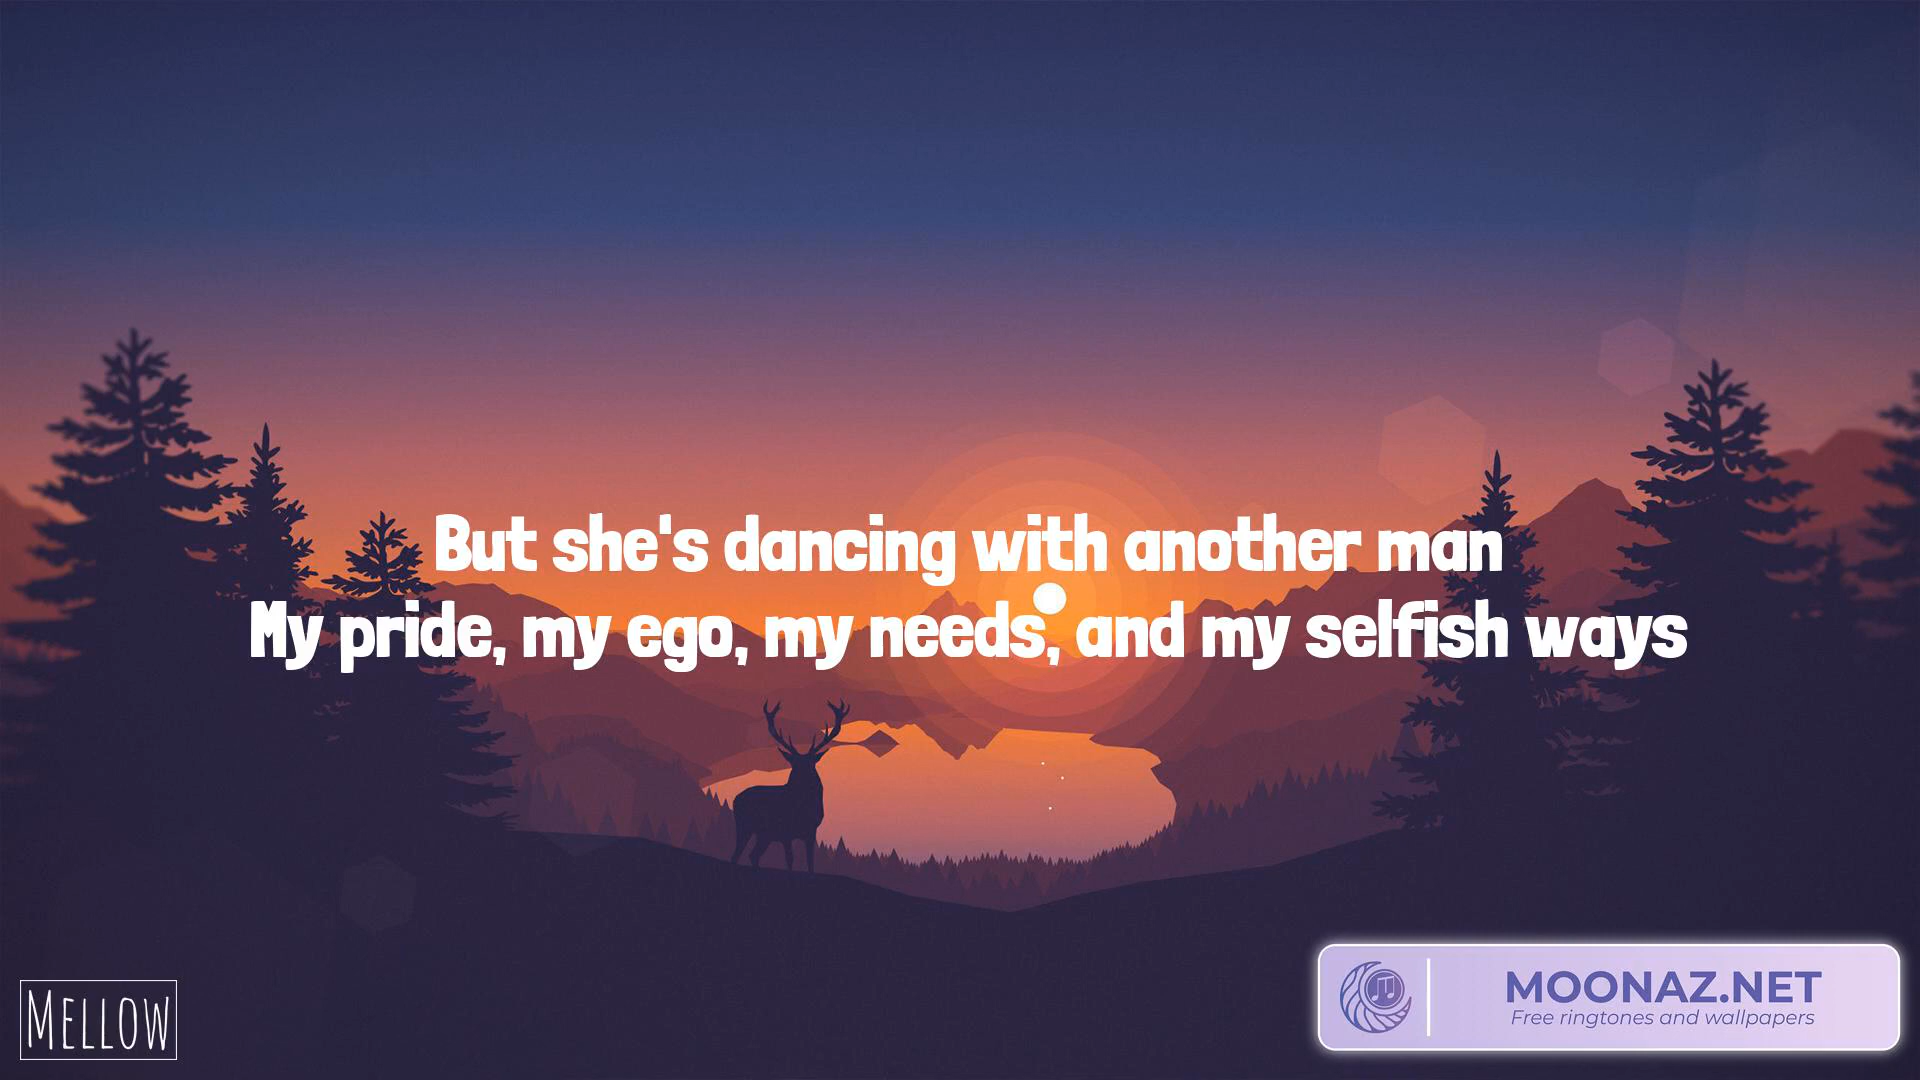 But she's dancing with another man
My pride, my ego, my needs, and my selfish ways
MELLOW
MOONAZ.NET
Free ringtones and wallpapers